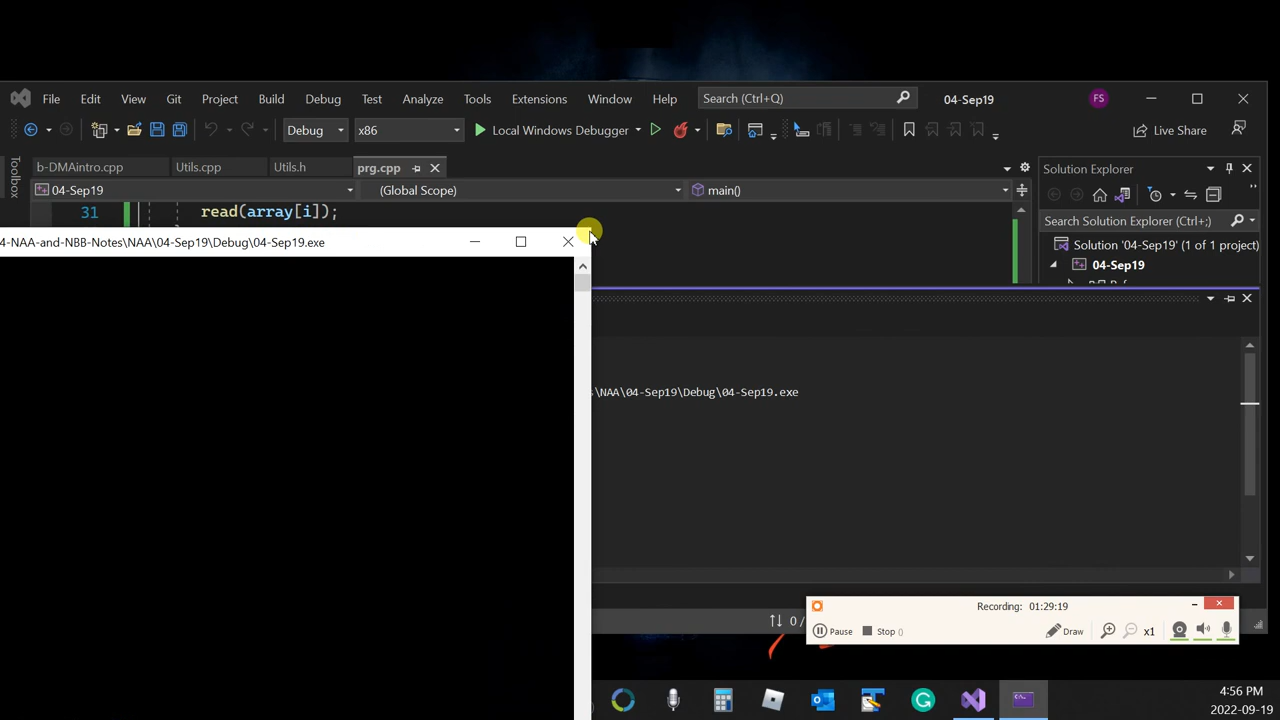 File Edit View Git Project Build Debug Test Analyze Tools Extensions Window Help Search (Ctrl+Q) 04-Sep19 FS
Debug x86 Local Windows Debugger Live Share
Toolbox
b-DMAintro.cpp Utils.cpp Utils.h prg.cpp Solution Explorer
04-Sep19 (Global Scope) main()
31 read(array[i]);
Search Solution Explorer (Ctrl+;)
Solution '04-Sep19' (1 of 1 project)
04-Sep19
4-NAA-and-NBB-Notes\NAA\04-Sep19\Debug\04-Sep19.exe
\NAA\04-Sep19\Debug\04-Sep19.exe
Recording: 01:29:19
0/
Pause Stop () Draw x1
4:56 PM
2022-09-19